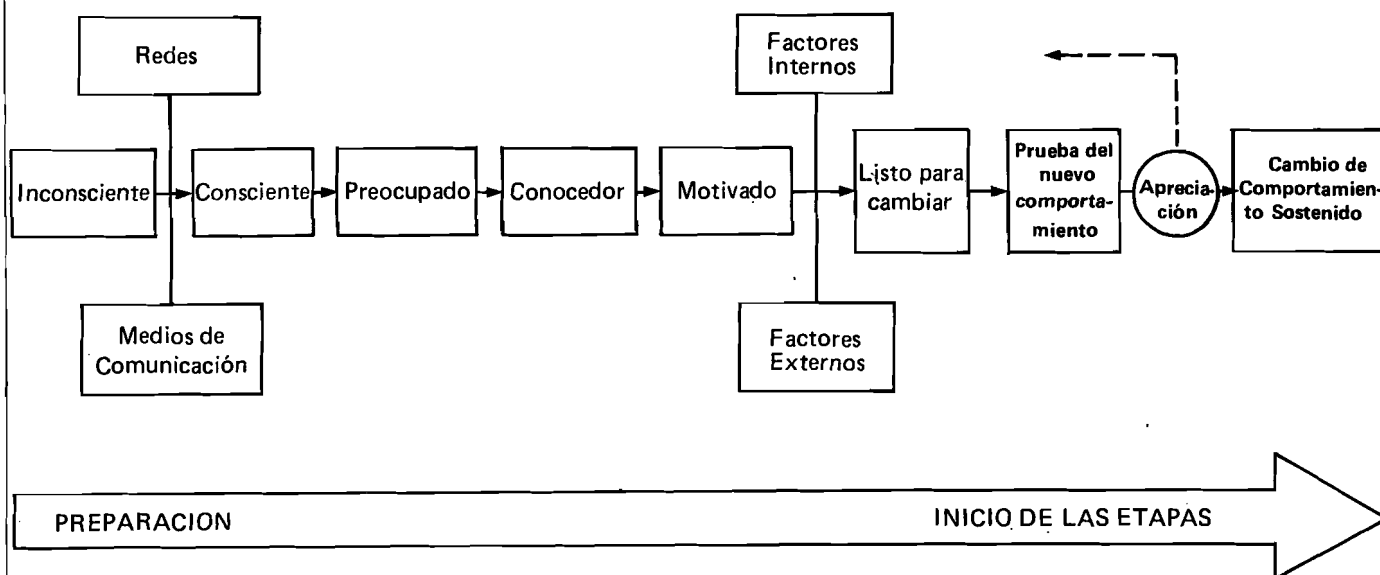 Redes
Factores
Internos
Inconsciente
Consciente
Preocupado
Conocedor
Motivado
Listo para
cambiar
Prueba del
nuevo
comporta-
miento
Aprecia-
ción
Cambio de
Comportamien-
to Sostenido
Medios de
Comunicación
Factores
Externos
PREPARACION
INICIO DE LAS ETAPAS